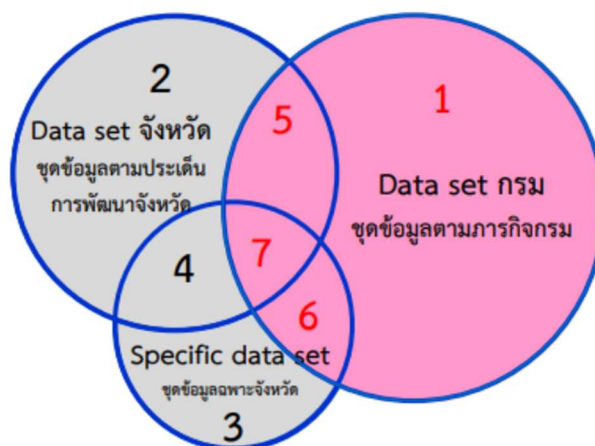 2
Data set จังหวัด
ชุดข้อมูลตามประเด็น
การพัฒนาจังหวัด
5
1
Data set กรม
ชุดข้อมูลตามภารกิจกรม
4
7
6
Specific data set
ชุดข้อมูลฉพาะจังหวัด
3